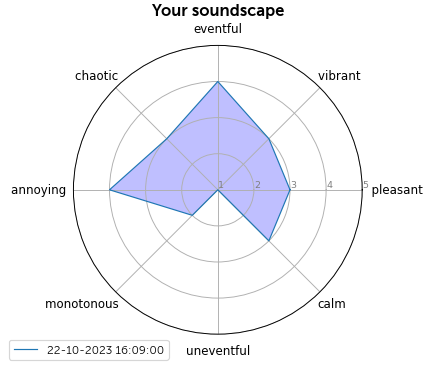 Your soundscape
eventful
chaotic
vibrant
annoying
1
2
3
4
5
pleasant
monotonous
calm
uneventful
22-10-2023 16:09:00